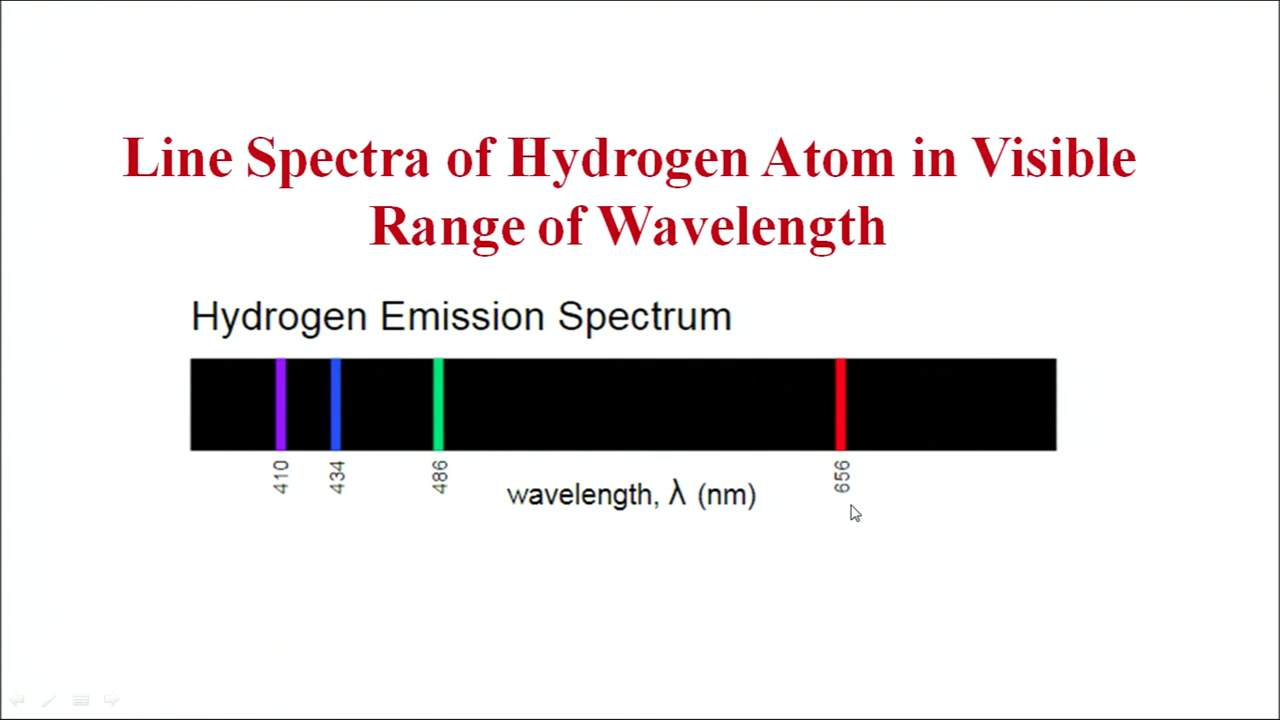 Line Spectra of Hydrogen Atom in Visible
Range of Wavelength
Hydrogen Emission Spectrum
410
434
486
656
wavelength, λ (nm)